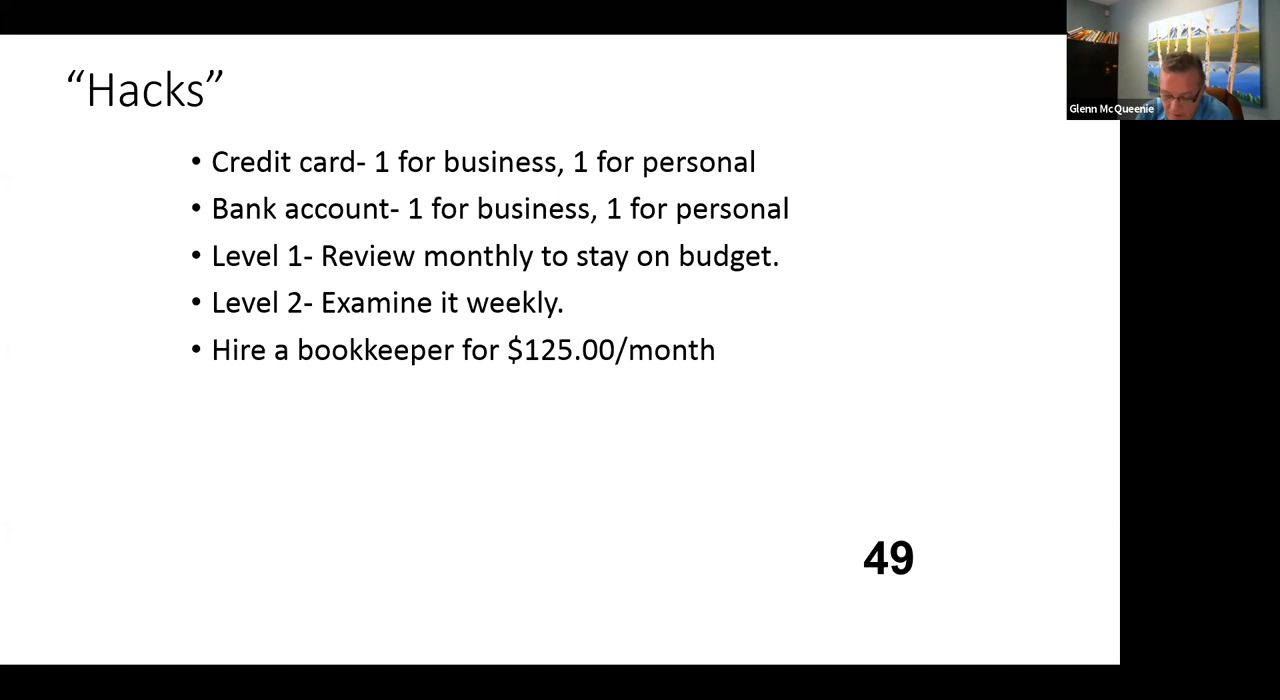 “Hacks”
Glenn McQueenie
• Credit card- 1 for business, 1 for personal
• Bank account- 1 for business, 1 for personal
• Level 1- Review monthly to stay on budget.
• Level 2- Examine it weekly.
• Hire a bookkeeper for $125.00/month
49